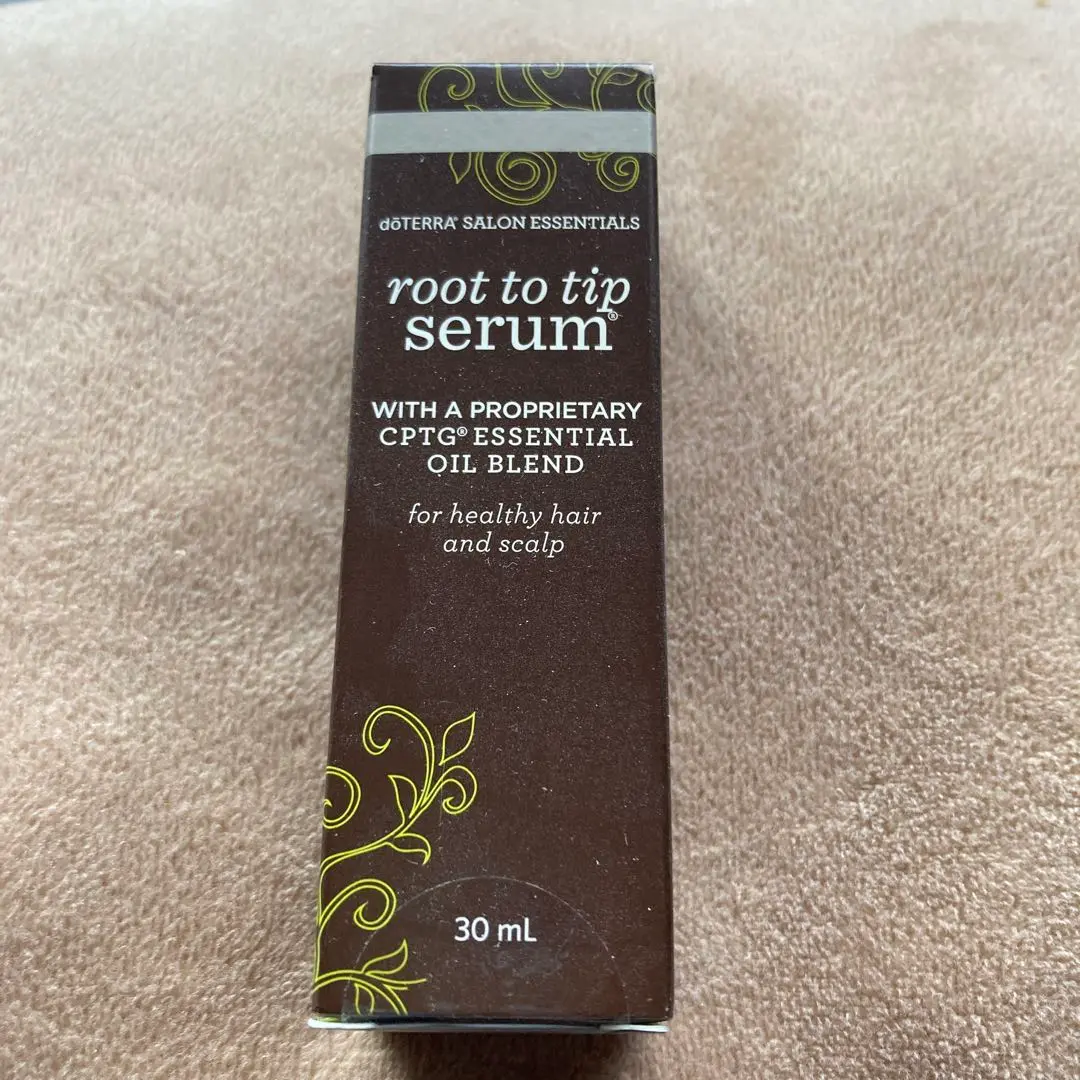 dōTERRA® SALON ESSENTIALS
root to tip
serum®
WITH A PROPRIETARY
CPTG® ESSENTIAL
OIL BLEND
for healthy hair
and scalp
30 mL